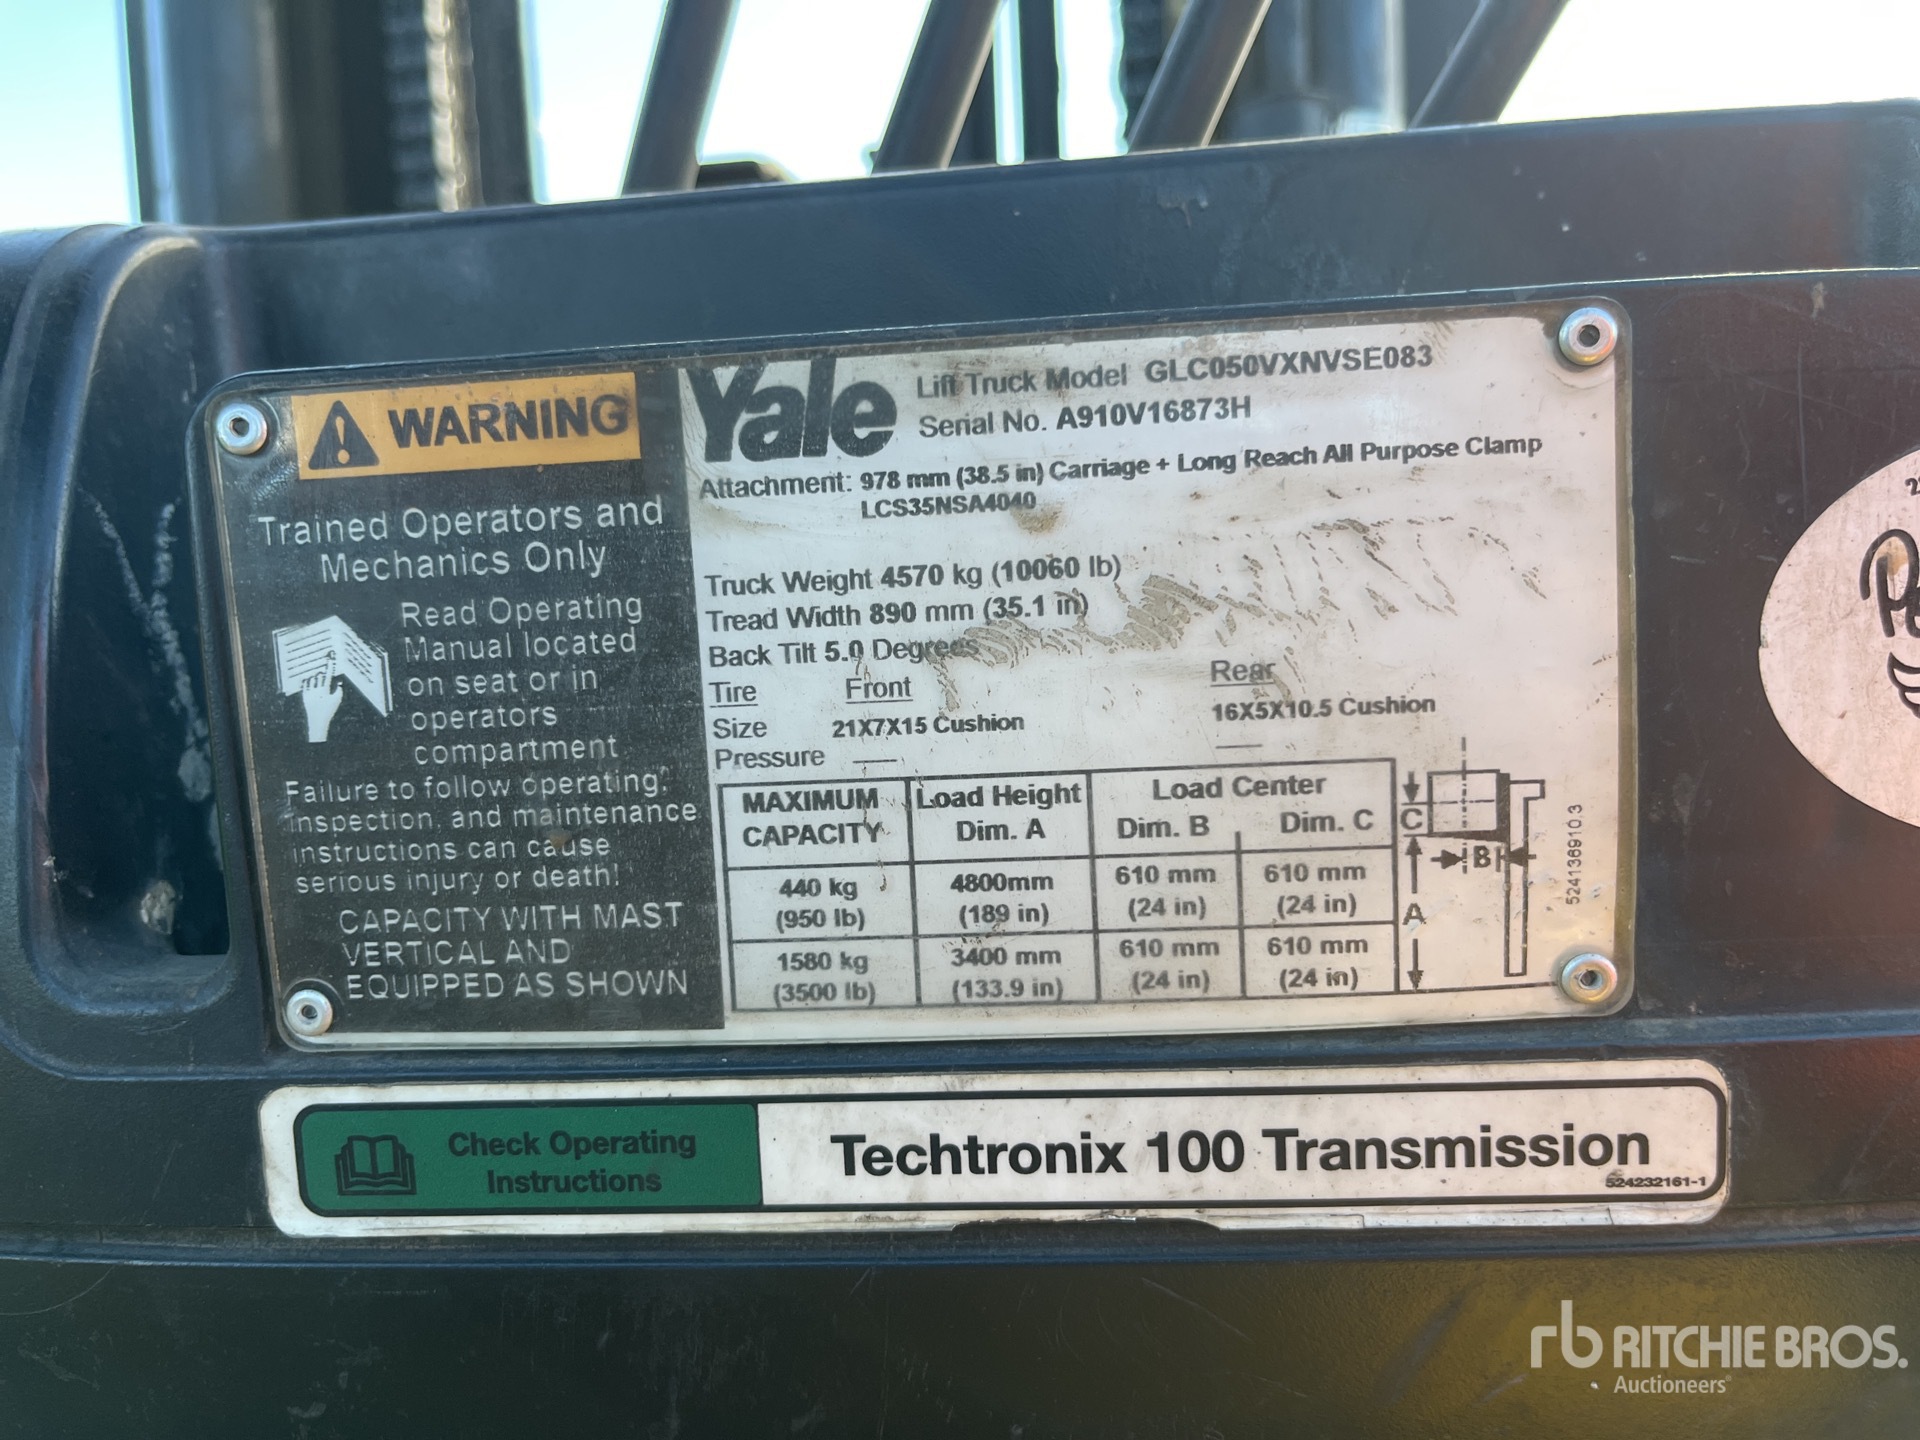 WARNING
Trained Operators and
Mechanics Only
Read Operating
Manual located
on seat or in
operators
compartment
Failure to follow operating,
inspection, and maintenance
instructions can cause
serious injury or death!
CAPACITY WITH MAST
VERTICAL AND
EQUIPPED AS SHOWN
Yale
Lift Truck Model GLC050VXNVSE083
Serial No. A910V16873H
Attachment: 978 mm (38.5 in) Carriage + Long Reach All Purpose Clamp
LCS35NSA4040
Truck Weight 4570 kg (10060 lb)
Tread Width 890 mm (35.1 in)
Back Tilt 5.0 Degrees
Tire Front Rear
Size 21X7X15 Cushion 16X5X10.5 Cushion
Pressure
MAXIMUM CAPACITY Load Height Dim. A Load Center
Dim. B Dim. C
440 kg 4800mm 610 mm 610 mm
(950 lb) (189 in) (24 in) (24 in)
1580 kg 3400 mm 610 mm 610 mm
(3500 lb) (133.9 in) (24 in) (24 in)
C
B
A
524136910 3
Check Operating
Instructions
Techtronix 100 Transmission
524232161-1
rb RITCHIE BROS.
Auctioneers